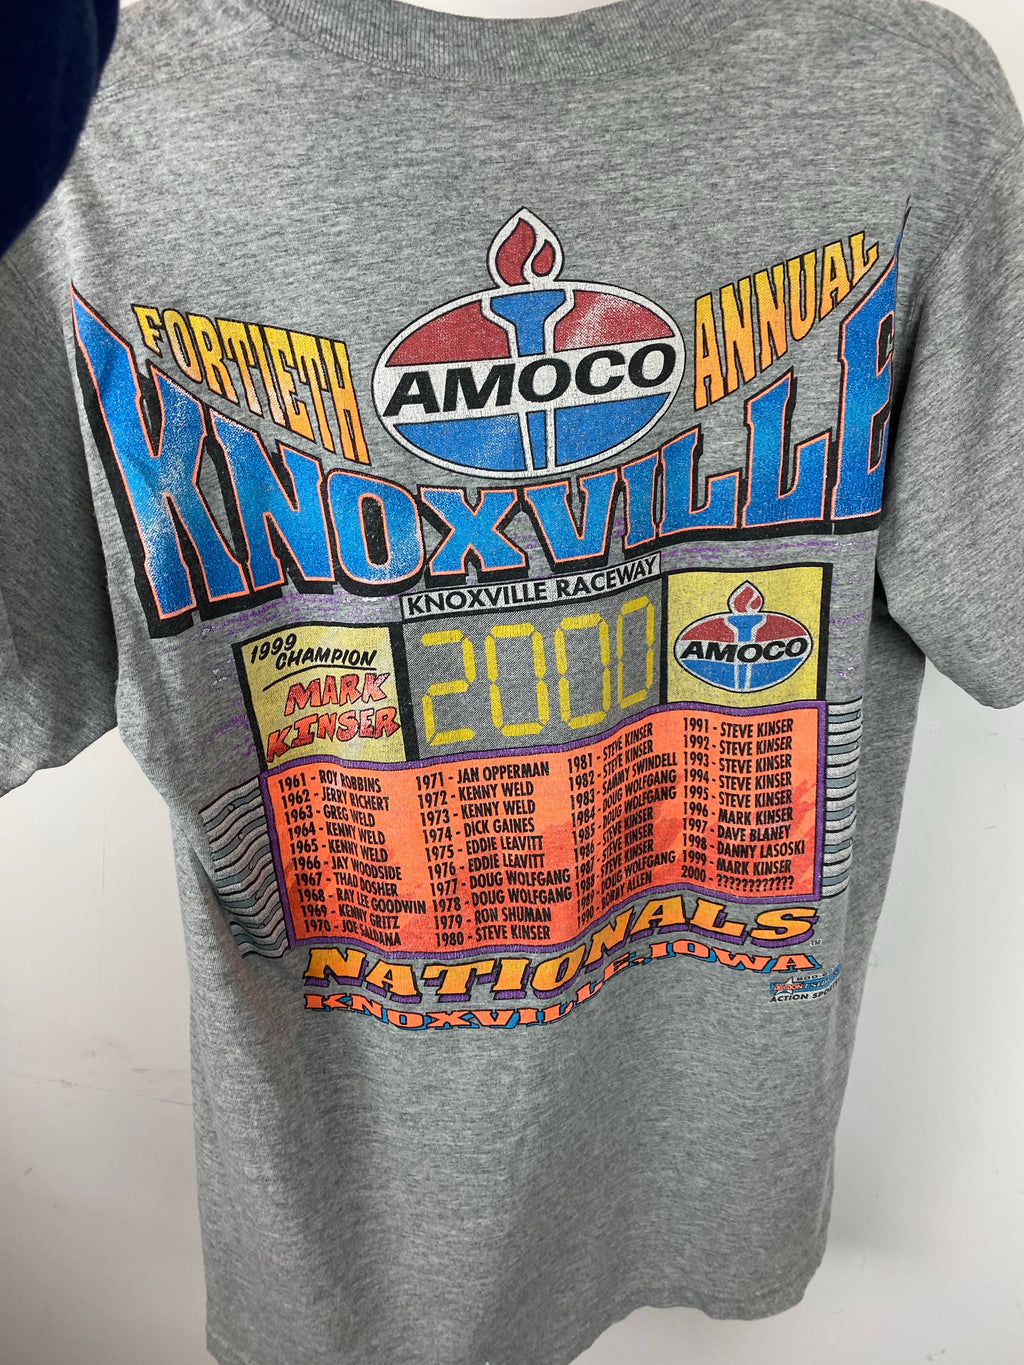 FORTIETH
ANNUAL
AMOCO
KNOXVILLE
KNOXVILLE RACEWAY
1999
CHAMPION
MARK
KINSER
2000
AMOCO
1961 - ROY ROBBINS
1962 - JERRY RICHERT
1963 - GREG WELD
1964 - KENNY WELD
1965 - KENNY WELD
1966 - JAY WOODSIDE
1967 - THAD DOSHER
1968 - RAY LEE GOODWIN
1969 - KENNY GRITZ
1970 - JOE SALDANA
1971 - JAN OPPERMAN
1972 - KENNY WELD
1973 - KENNY WELD
1974 - DICK GAINES
1975 - EDDIE LEAVITT
1976 - EDDIE LEAVITT
1977 - DOUG WOLFGANG
1978 - DOUG WOLFGANG
1979 - RON SHUMAN
1980 - STEVE KINSER
1981 - STEVE KINSER
1982 - STEVE KINSER
1983 - SAMMY SWINDELL
1984 - DOUG WOLFGANG
1985 - DOUG WOLFGANG
1986 - STEVE KINSER
1987 - STEVE KINSER
1988 - STEVE KINSER
1989 - DOUG WOLFGANG
1990 - BOBBY ALLEN
1991 - STEVE KINSER
1992 - STEVE KINSER
1993 - STEVE KINSER
1994 - STEVE KINSER
1995 - STEVE KINSER
1996 - MARK KINSER
1997 - DAVE BLANEY
1998 - DANNY LASOSKI
1999 - MARK KINSER
2000 - ????????????
NATIONALS
TM
KNOXVILLE, IOWA
ACTION